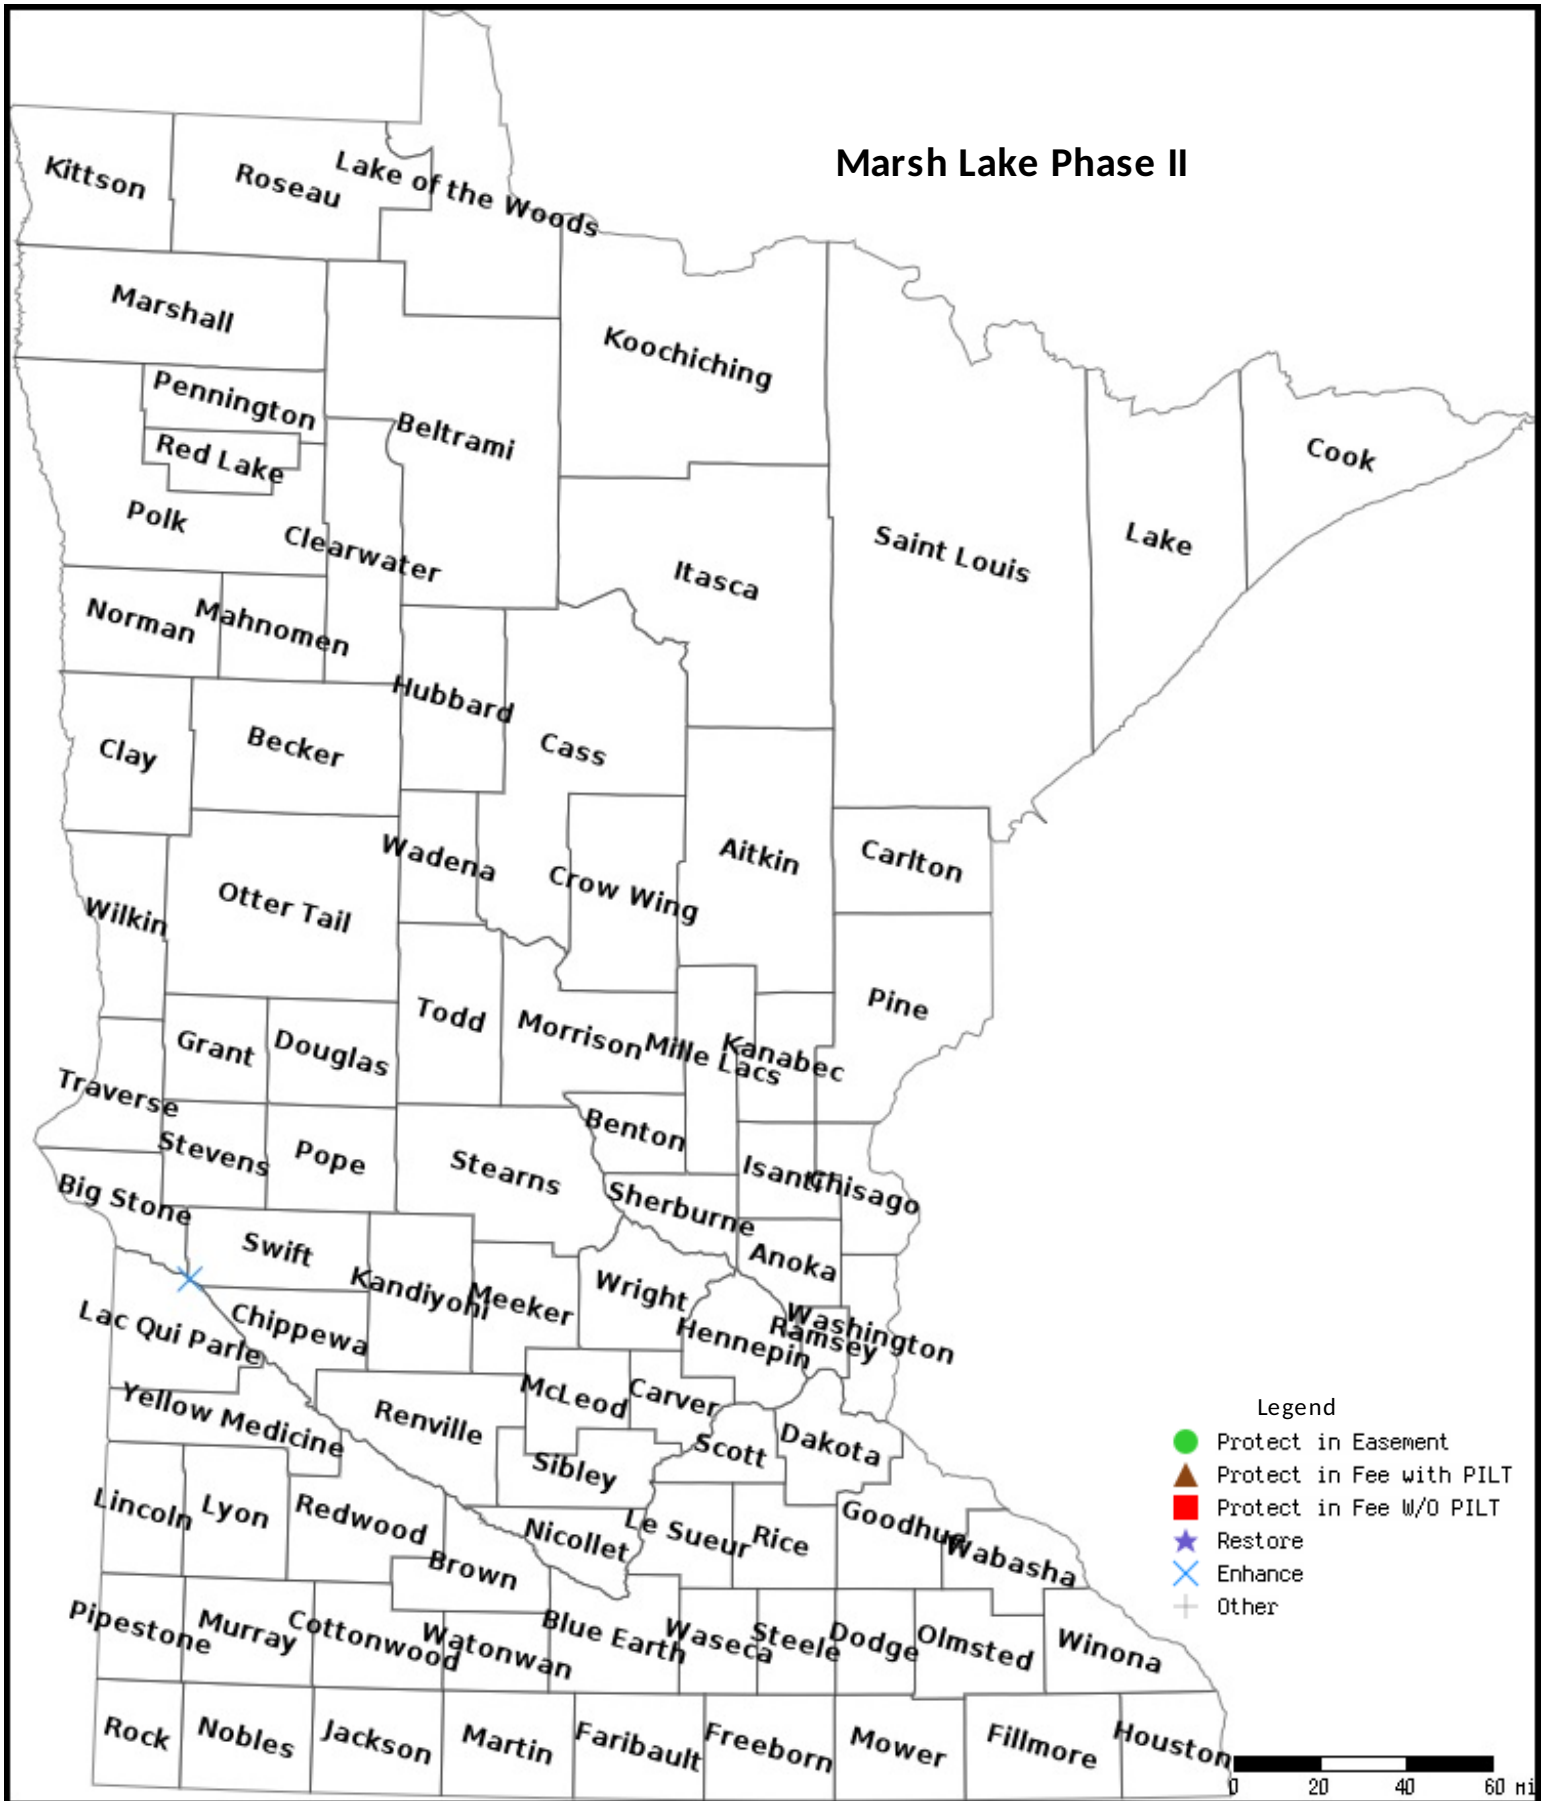 Marsh Lake Phase II
Kittson
Roseau
Lake of the Woods
Marshall
Koochiching
Pennington
Beltrami
Red Lake
Cook
Polk
Clearwater
Saint Louis
Lake
Itasca
Norman
Mahnomen
Hubbard
Clay
Becker
Cass
Wadena
Aitkin
Carlton
Otter Tail
Crow Wing
Wilkin
Todd
Pine
Grant
Douglas
Morrison
Mille Lacs
Kanabec
Traverse
Benton
Stevens
Pope
Stearns
Isanti
Chisago
Big Stone
Sherburne
Swift
Anoka
Kandiyohi
Meeker
Wright
Lac Qui Parle
Chippewa
Hennepin
Ramsey
Washington
Yellow Medicine
Renville
McLeod
Carver
Scott
Dakota
Sibley
Lincoln
Lyon
Redwood
Nicollet
Le Sueur
Rice
Goodhue
Wabasha
Brown
Pipestone
Murray
Cottonwood
Watonwan
Blue Earth
Waseca
Steele
Dodge
Olmsted
Winona
Rock
Nobles
Jackson
Martin
Faribault
Freeborn
Mower
Fillmore
Houston
Legend
Protect in Easement
Protect in Fee with PILT
Protect in Fee W/O PILT
Restore
Enhance
Other
0 20 40 60 mi